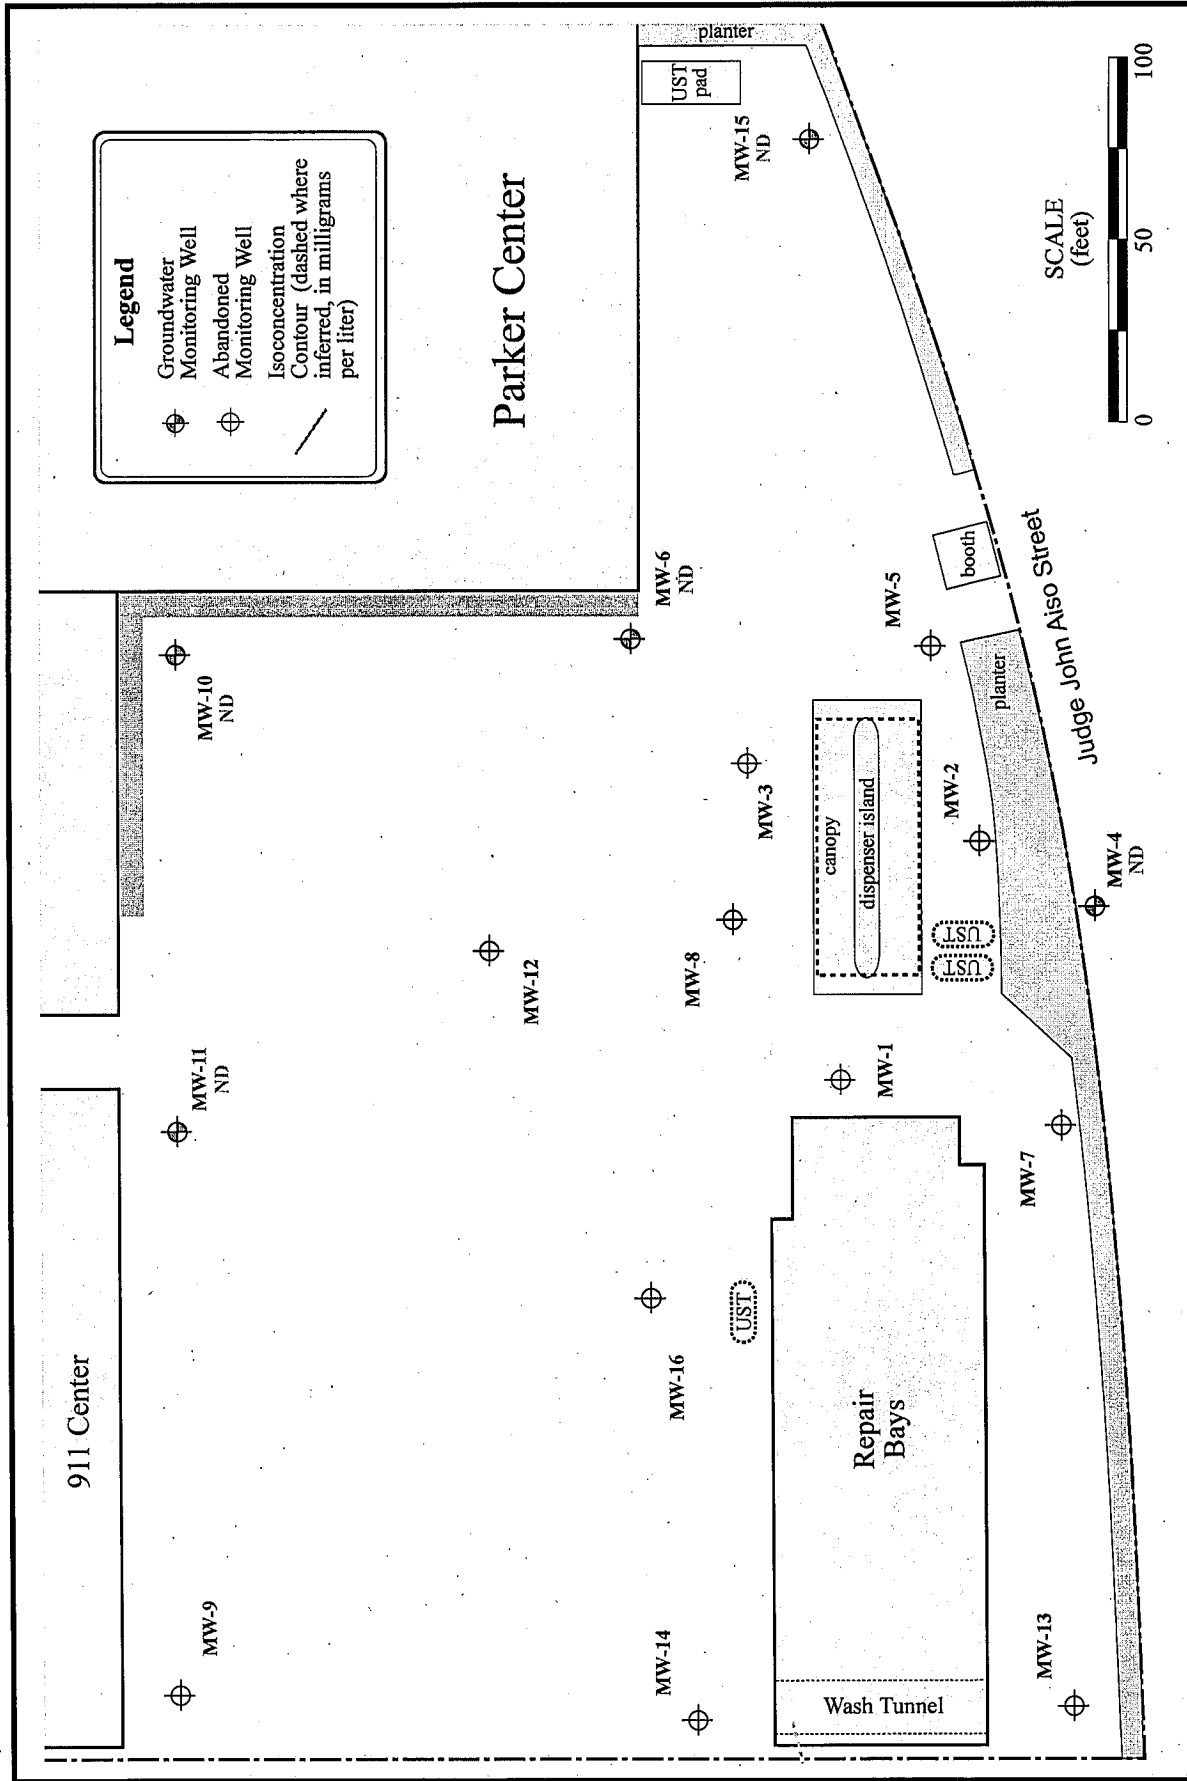 911 Center
Legend
Groundwater
Monitoring Well
Abandoned
Monitoring Well
Isoconcentration
Contour (dashed where
inferred, in milligrams
per liter)
Parker Center
MW-9
MW-11
ND
MW-10
ND
MW-12
MW-6
ND
MW-14
MW-16
MW-8
MW-3
UST
pad
planter
MW-15
ND
UST
canopy
dispenser island
MW-1
Repair
Bays
Wash Tunnel
MW-5
booth
MW-2
UST
UST
planter
MW-13
MW-7
MW-4
ND
Judge John Aiso Street
SCALE
(feet)
0
50
100